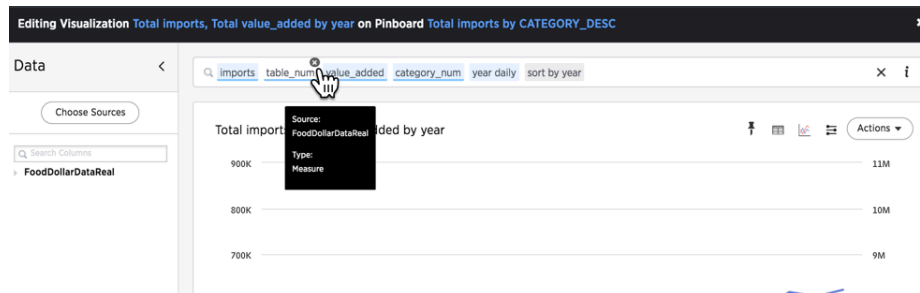 Editing Visualization Total imports, Total value_added by year on Pinboard Total imports by CATEGORY_DESC
Data
Choose Sources
Search Columns
FoodDollarDataReal
imports table_num value_added category_num year daily sort by year
Total import dded by year
Source:
FoodDollarDataReal
Type:
Measure
Actions
900K 11M
800K 10M
700K 9M